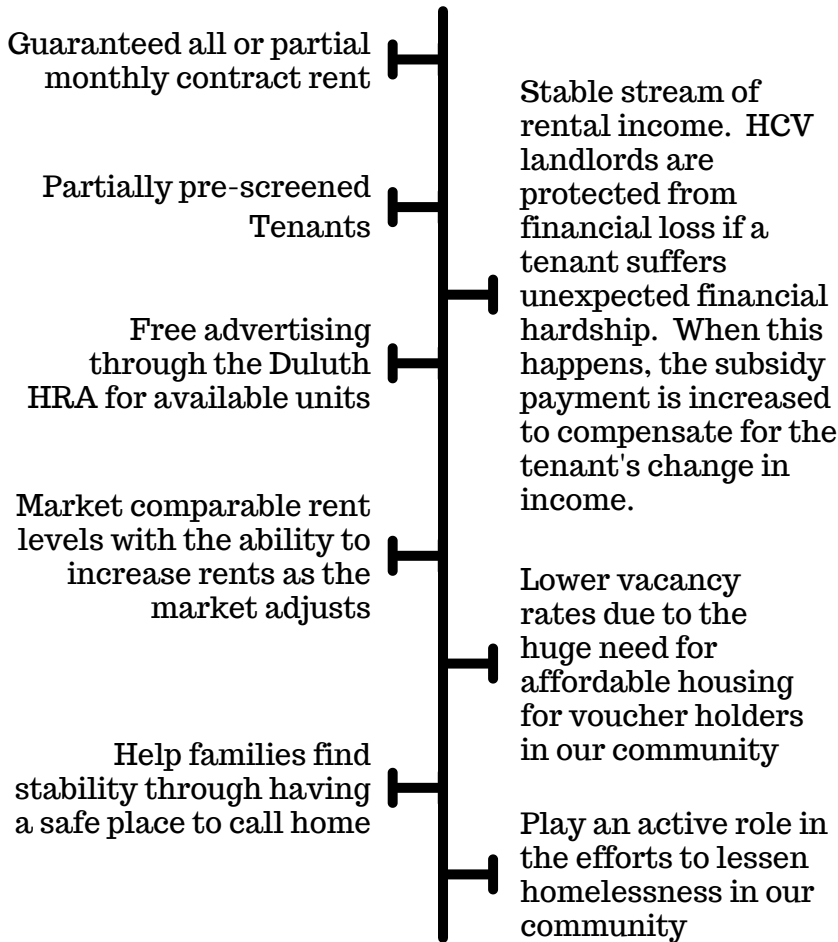 Guaranteed all or partial
monthly contract rent
Stable stream of
rental income.  HCV
landlords are
protected from
financial loss if a
tenant suffers
unexpected financial
hardship.  When this
happens, the subsidy
payment is increased
to compensate for the
tenant's change in
income.
Partially pre-screened
Tenants
Free advertising
through the Duluth
HRA for available units
Market comparable rent
levels with the ability to
increase rents as the
market adjusts
Lower vacancy
rates due to the
huge need for
affordable housing
for voucher holders
in our community
Help families find
stability through having
a safe place to call home
Play an active role in
the efforts to lessen
homelessness in our
community